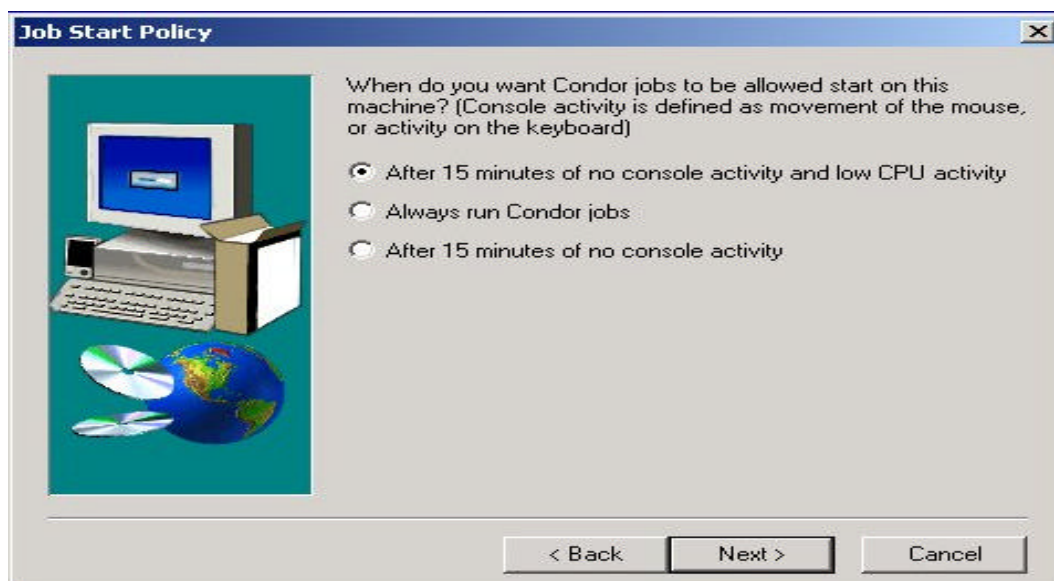 Job Start Policy
When do you want Condor jobs to be allowed start on this
machine? (Console activity is defined as movement of the mouse,
or activity on the keyboard)
After 15 minutes of no console activity and low CPU activity
Always run Condor jobs
After 15 minutes of no console activity
< Back
Next >
Cancel